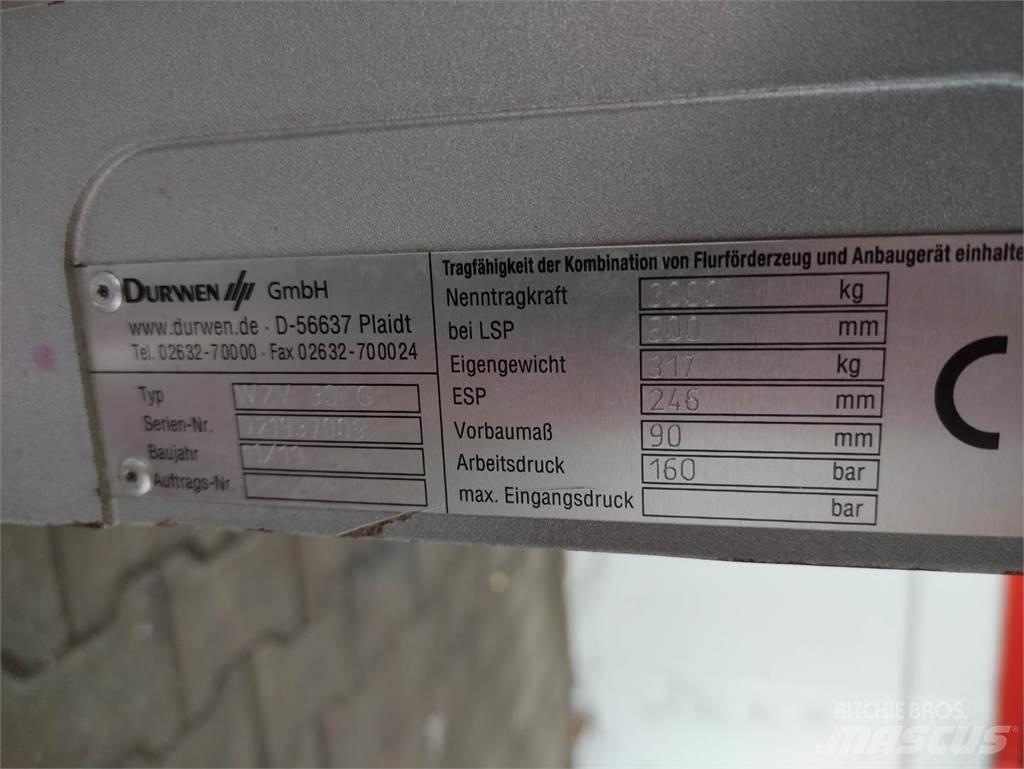 DURWEN GmbH
www.durwen.de · D-56637 Plaidt
Tel. 02632-70000 · Fax 02632-700024
Typ
Serien-Nr.
Baujahr
Auftrags-Nr.
Tragfähigkeit der Kombination von Flurförderzeug und Anbaugerät einhalte
Nenntragkraft 3000 kg
bei LSP 500 mm
Eigengewicht 317 kg
ESP 246 mm
Vorbaumaß 90 mm
Arbeitsdruck 160 bar
max. Eingangsdruck bar
C
RITCHIE BROS.
MASCUS